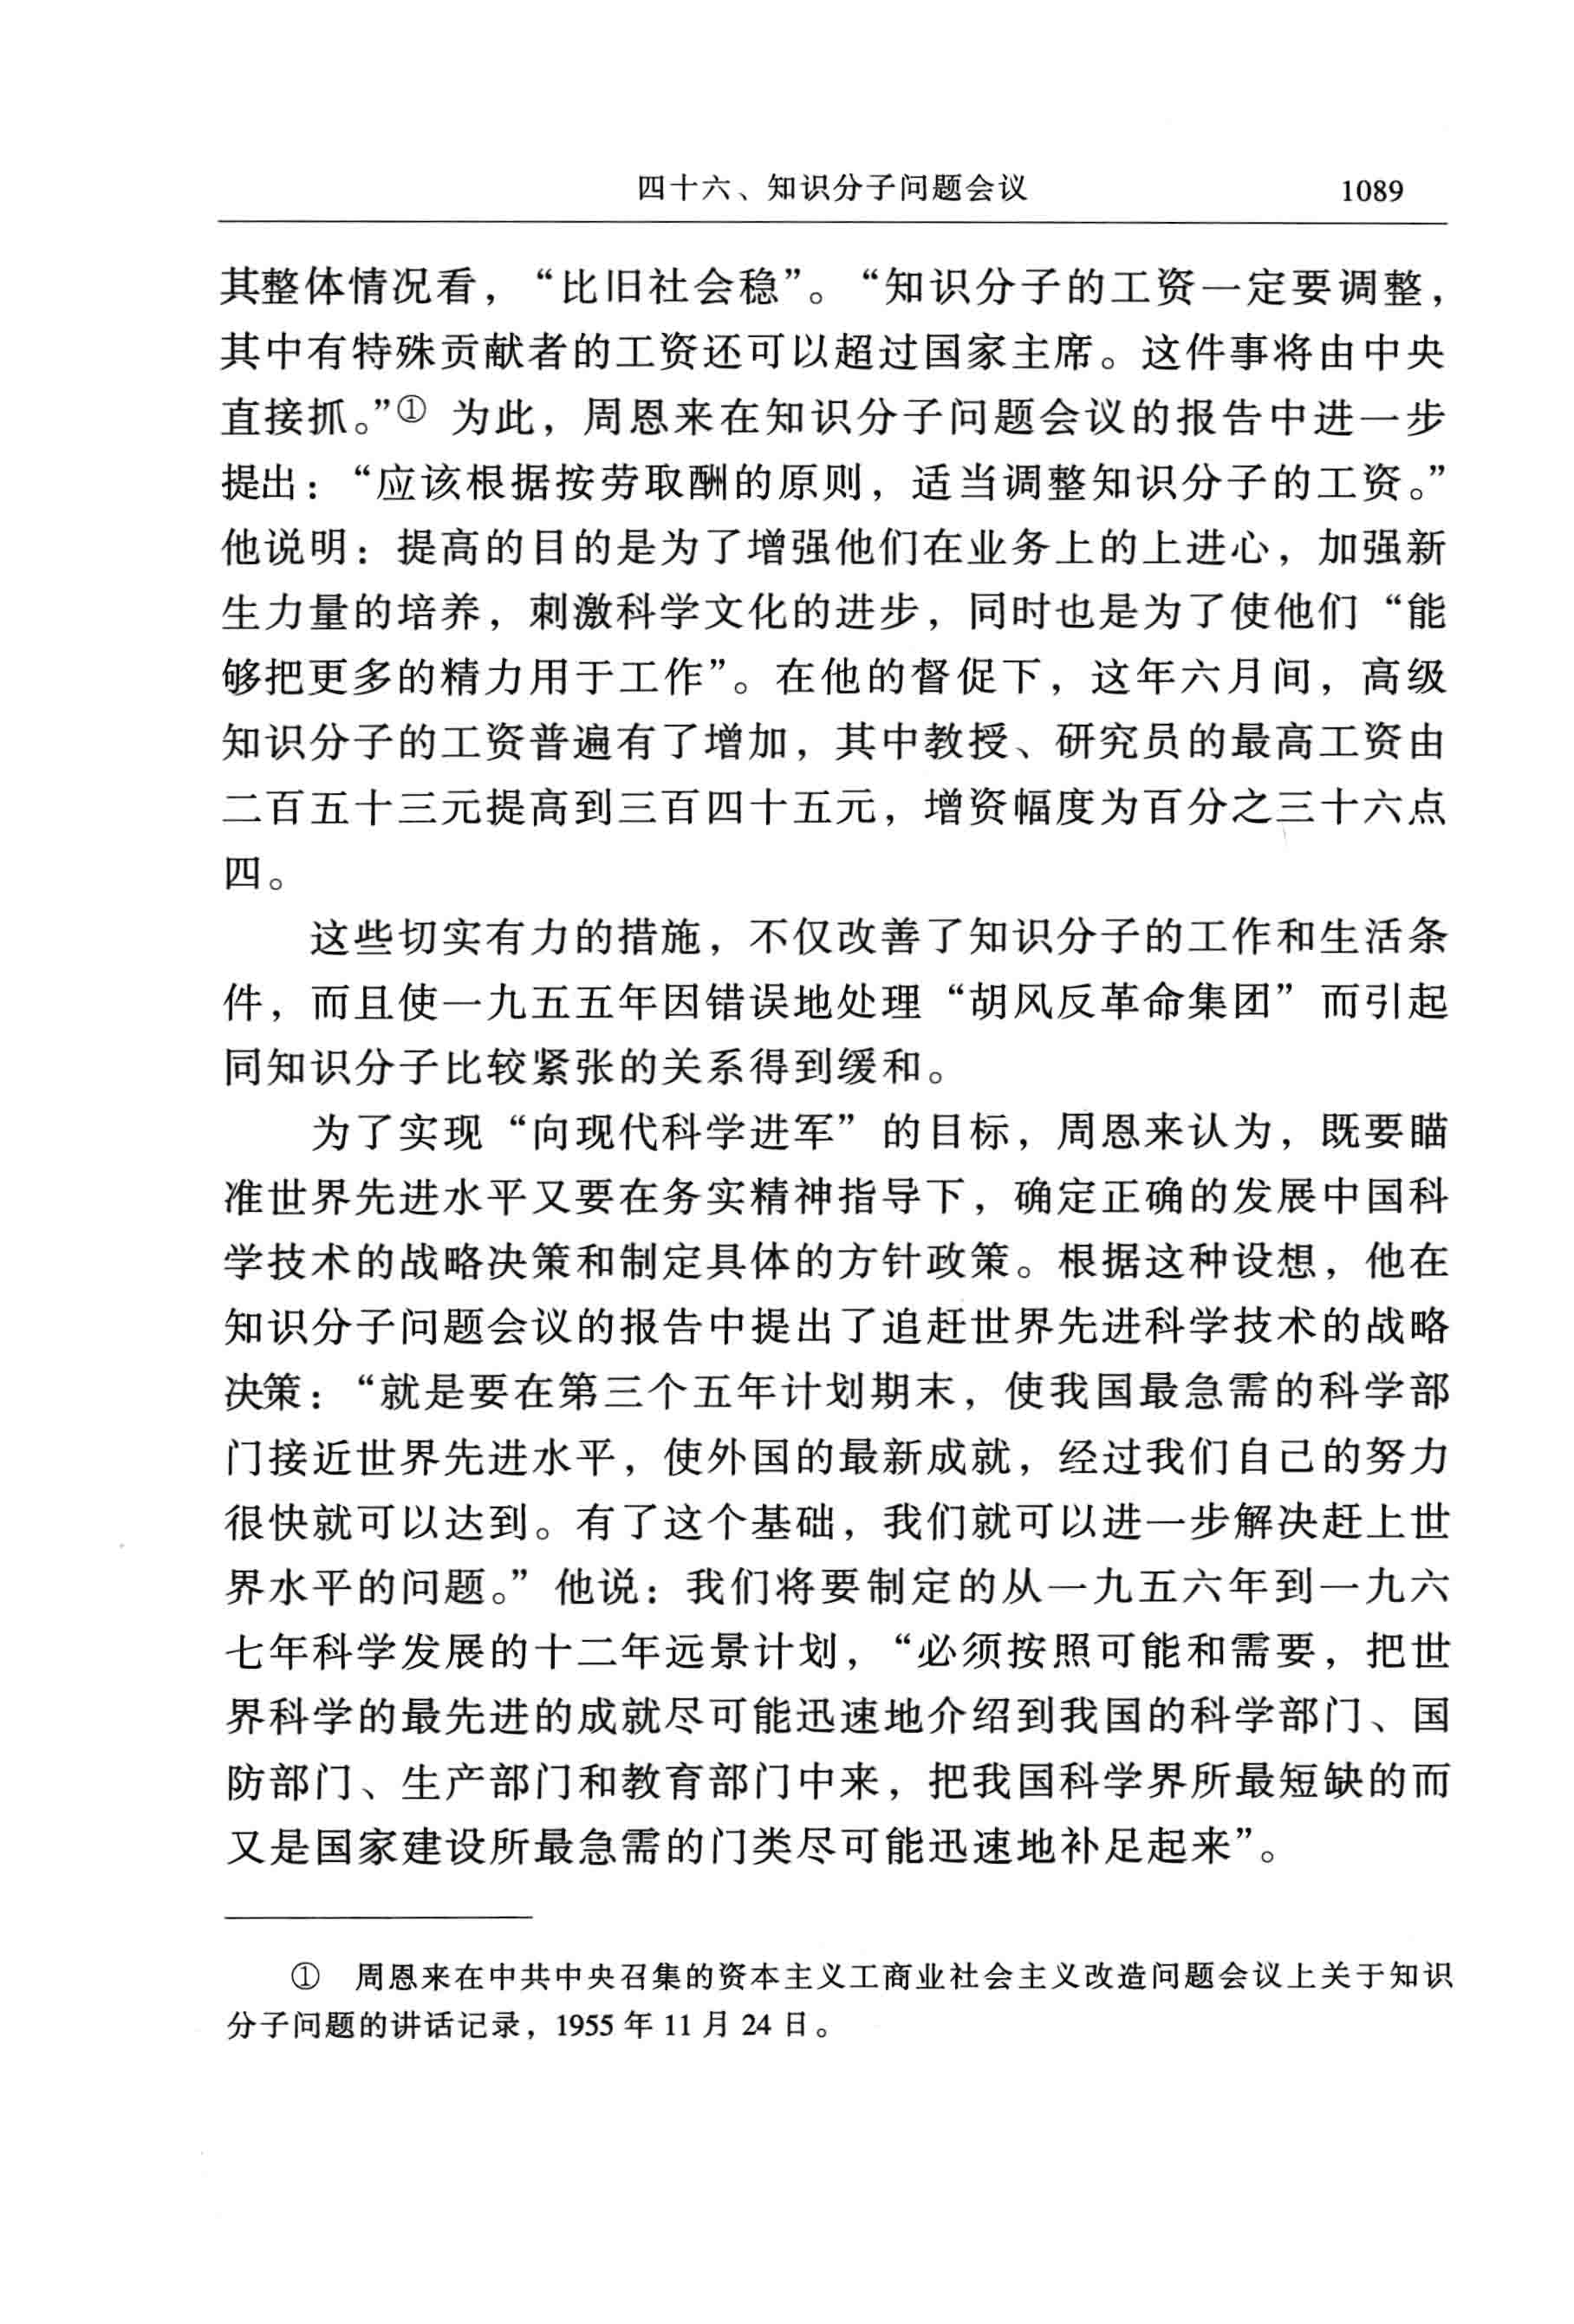 四十六、知识分子问题会议 1089
其整体情况看，“比旧社会稳”。“知识分子的工资一定要调整，
其中有特殊贡献者的工资还可以超过国家主席。这件事将由中央
直接抓。”① 为此，周恩来在知识分子问题会议的报告中进一步
提出：“应该根据按劳取酬的原则，适当调整知识分子的工资。”
他说明：提高的目的是为了增强他们在业务上的上进心，加强新
生力量的培养，刺激科学文化的进步，同时也是为了使他们“能
够把更多的精力用于工作”。在他的督促下，这年六月间，高级
知识分子的工资普遍有了增加，其中教授、研究员的最高工资由
二百五十三元提高到三百四十五元，增资幅度为百分之三十六点
四。
这些切实有力的措施，不仅改善了知识分子的工作和生活条
件，而且使一九五五年因错误地处理“胡风反革命集团”而引起
同知识分子比较紧张的关系得到缓和。
为了实现“向现代科学进军”的目标，周恩来认为，既要瞄
准世界先进水平又要在务实精神指导下，确定正确的发展中国科
学技术的战略决策和制定具体的方针政策。根据这种设想，他在
知识分子问题会议的报告中提出了追赶世界先进科学技术的战略
决策：“就是要在第三个五年计划期末，使我国最急需的科学部
门接近世界先进水平，使外国的最新成就，经过我们自己的努力
很快就可以达到。有了这个基础，我们就可以进一步解决赶上世
界水平的问题。”他说：我们将要制定的从一九五六年到一九六
七年科学发展的十二年远景计划，“必须按照可能和需要，把世
界科学的最先进的成就尽可能迅速地介绍到我国的科学部门、国
防部门、生产部门和教育部门中来，把我国科学界所最短缺的而
又是国家建设所最急需的门类尽可能迅速地补足起来”。
① 周恩来在中共中央召集的资本主义工商业社会主义改造问题会议上关于知识
分子问题的讲话记录，1955 年 11 月 24 日。